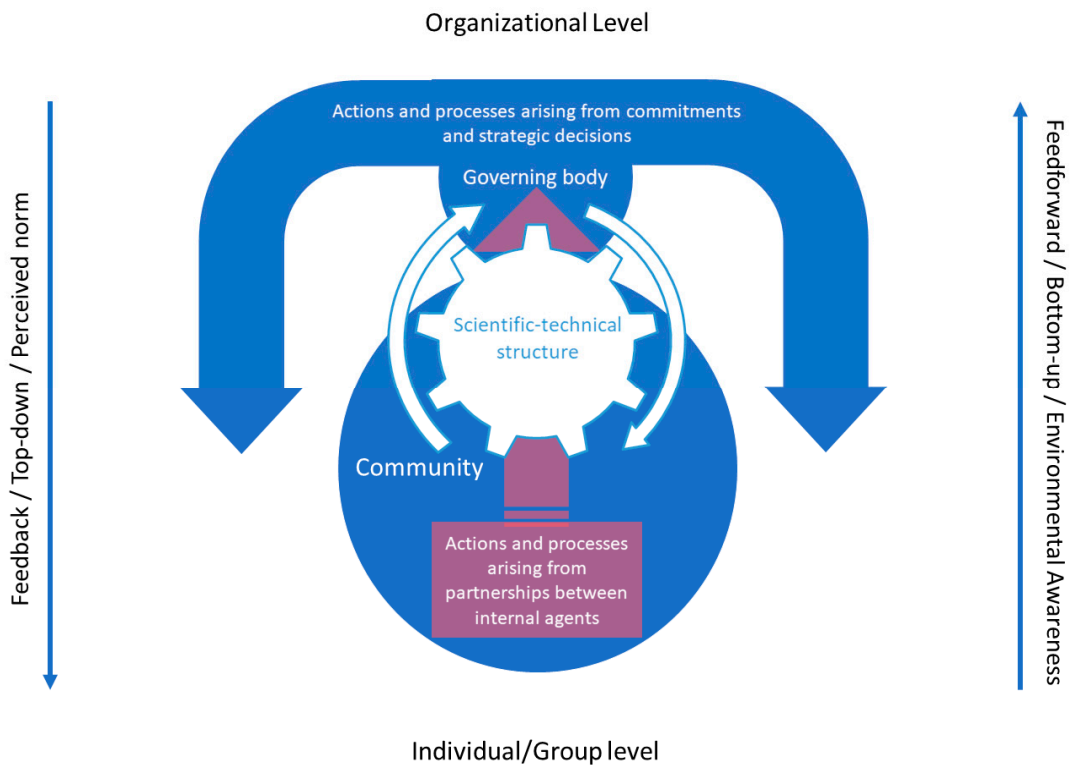 Organizational Level
Actions and processes arising from commitments
and strategic decisions
Governing body
Scientific-technical
structure
Community
Actions and processes
arising from
partnerships between
internal agents
Feedback / Top-down / Perceived norm
Feedforward / Bottom-up / Environmental Awareness
Individual/Group level